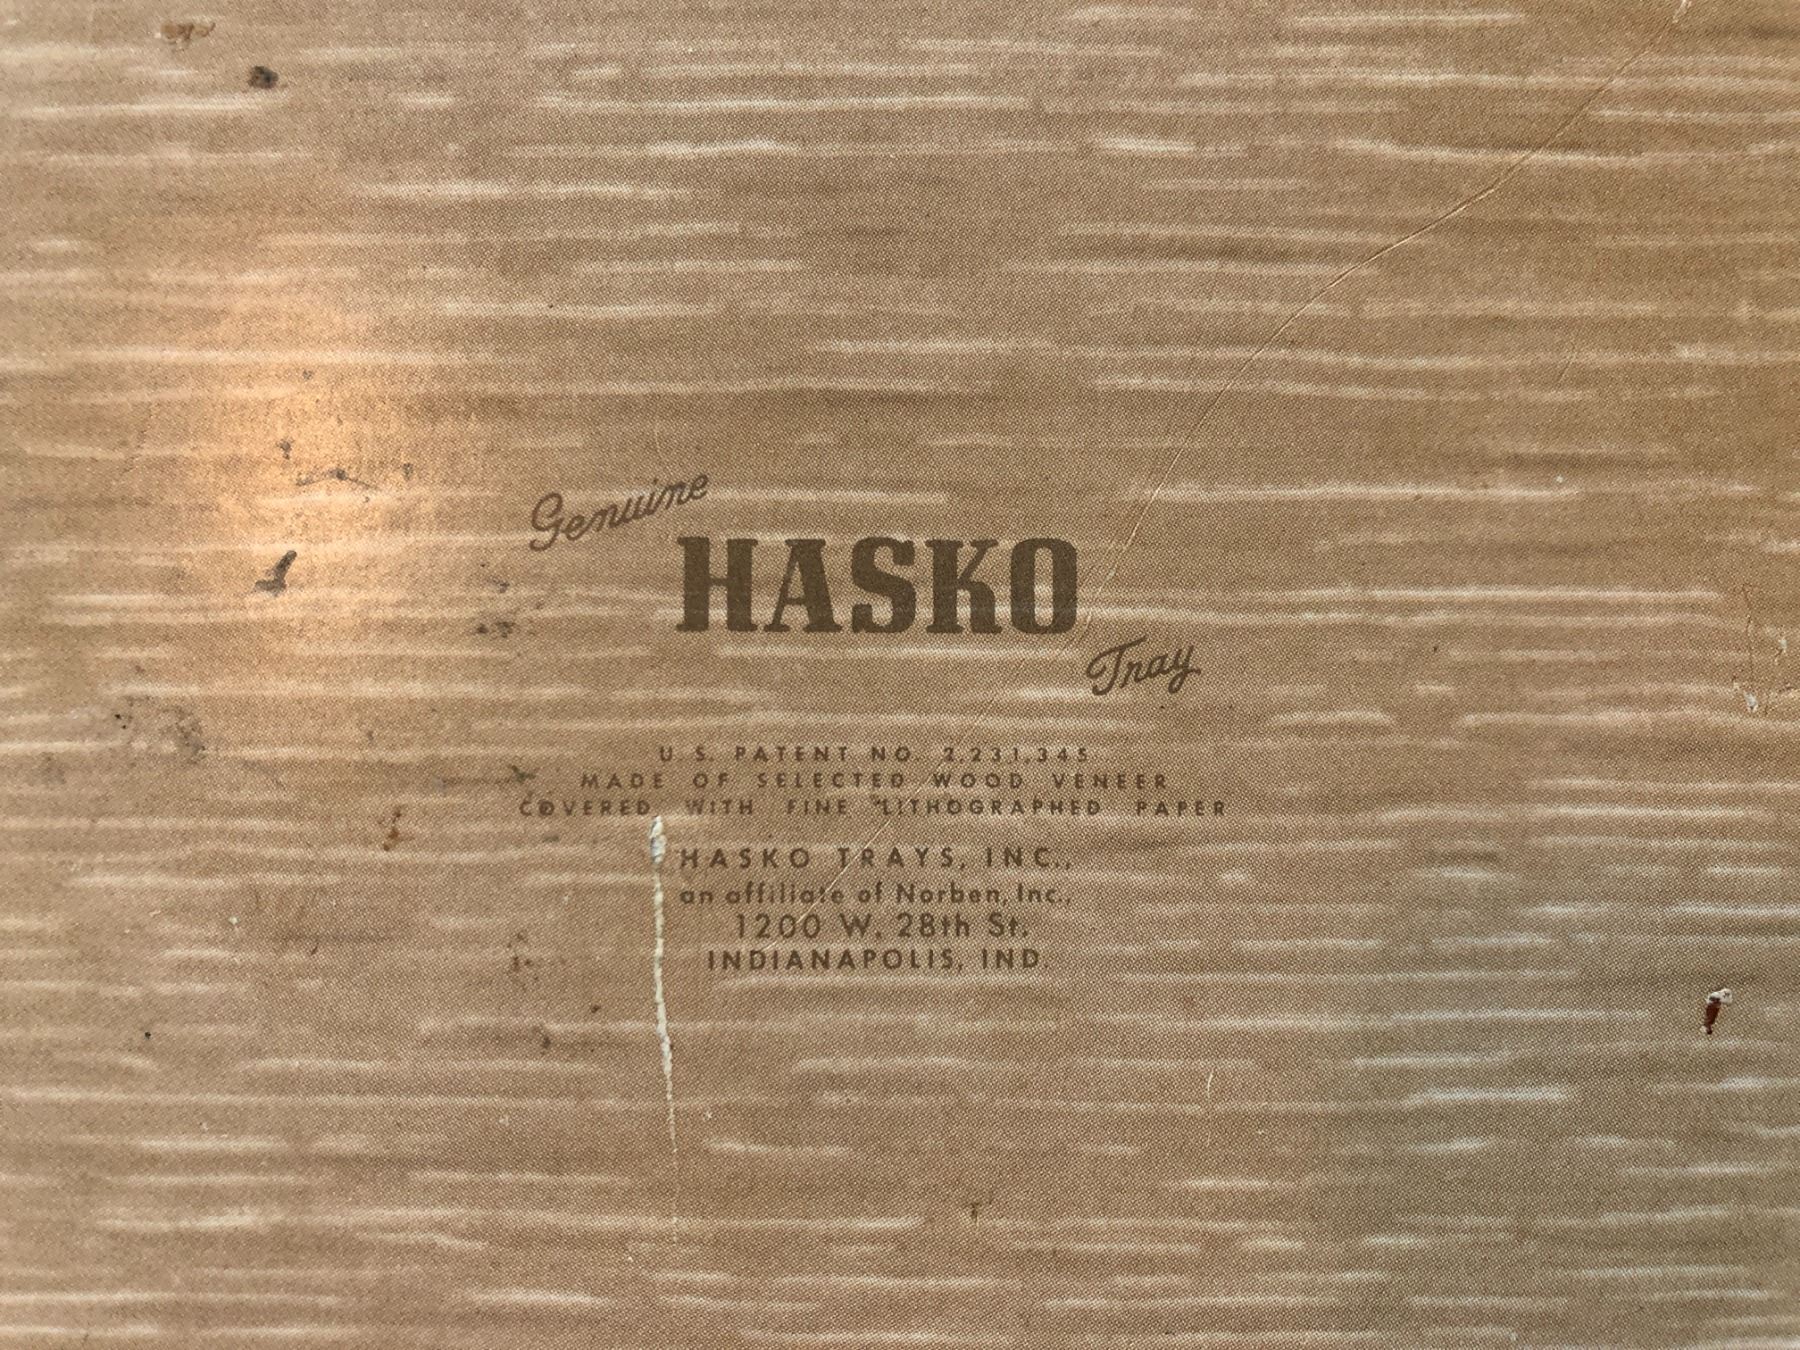 Genuine
HASKO
Tray
U. S. PATENT NO. 2,231,345
MADE OF SELECTED WOOD VENEER
COVERED WITH FINE LITHOGRAPHED PAPER
HASKO TRAYS, INC.,
an affiliate of Norben, Inc.,
1200 W. 28th St.
INDIANAPOLIS, IND.